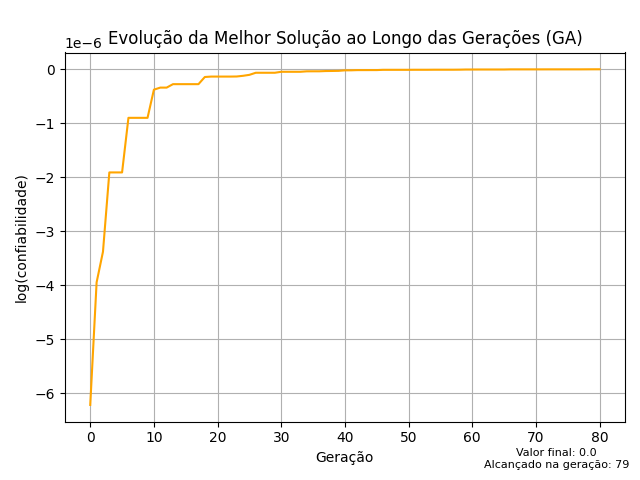 Evolução da Melhor Solução ao Longo das Gerações (GA)
1e−6
0
−1
−2
−3
−4
−5
−6
log(confiabilidade)
0 10 20 30 40 50 60 70 80
Geração
Valor final: 0.0
Alcançado na geração: 79